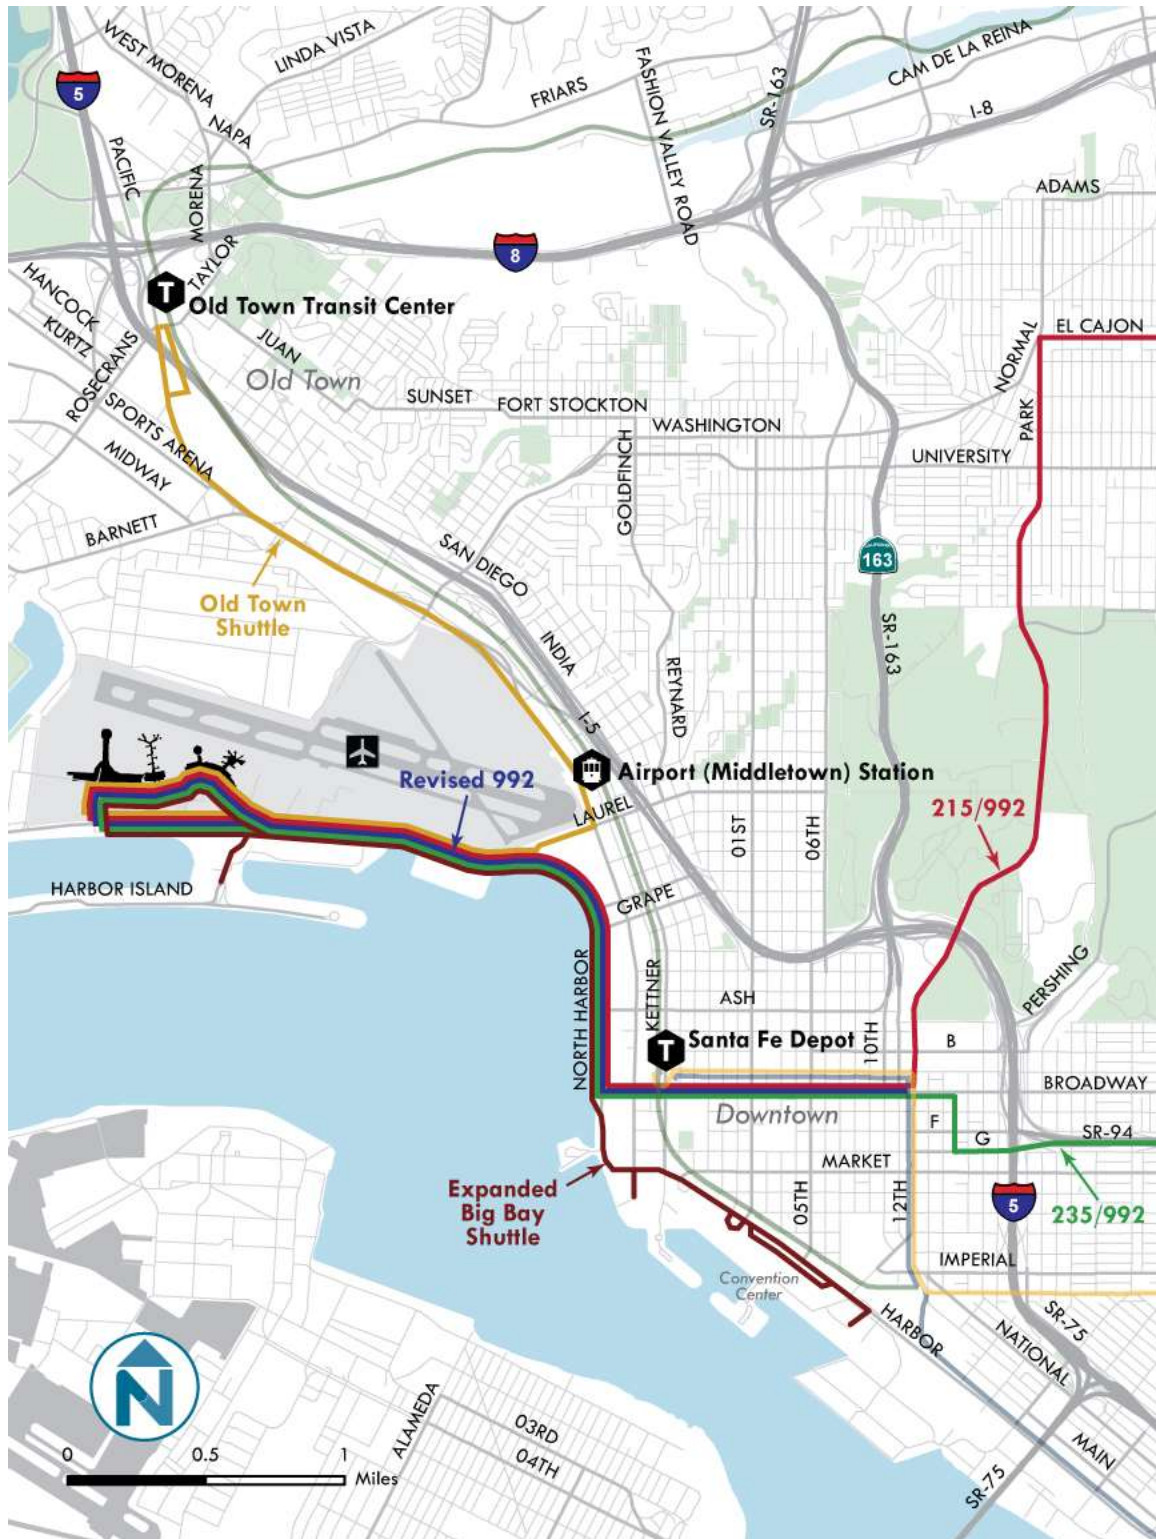 WEST MORENA
LINDA VISTA
FRIARS
FASHION VALLEY ROAD
SR-163
CAM DE LA REINA
I-8
5
PACIFIC
NAPA
MORENA
TAYLOR
ADAMS
8
HANCOCK
KURTZ
ROSECRANS
T
Old Town Transit Center
JUAN
Old Town
NORMAL
EL CAJON
PARK
SUNSET
FORT STOCKTON
WASHINGTON
UNIVERSITY
SPORTS ARENA
MIDWAY
GOLDFINCH
BARNETT
SAN DIEGO
CALIFORNIA
163
Old Town
Shuttle
INDIA
SR-163
REYNARD
I-5
Revised 992
Airport (Middletown) Station
LAUREL
01ST
06TH
215/992
HARBOR ISLAND
GRAPE
NORTH HARBOR
KETTNER
ASH
PERSHING
T
Santa Fe Depot
10TH
B
BROADWAY
Downtown
F
G
SR-94
MARKET
Expanded
Big Bay
Shuttle
05TH
12TH
5
235/992
IMPERIAL
Convention
Center
HARBOR
NATIONAL
SR-75
N
ALAMEDA
03RD
04TH
MAIN
SR-75
0
0.5
1
Miles